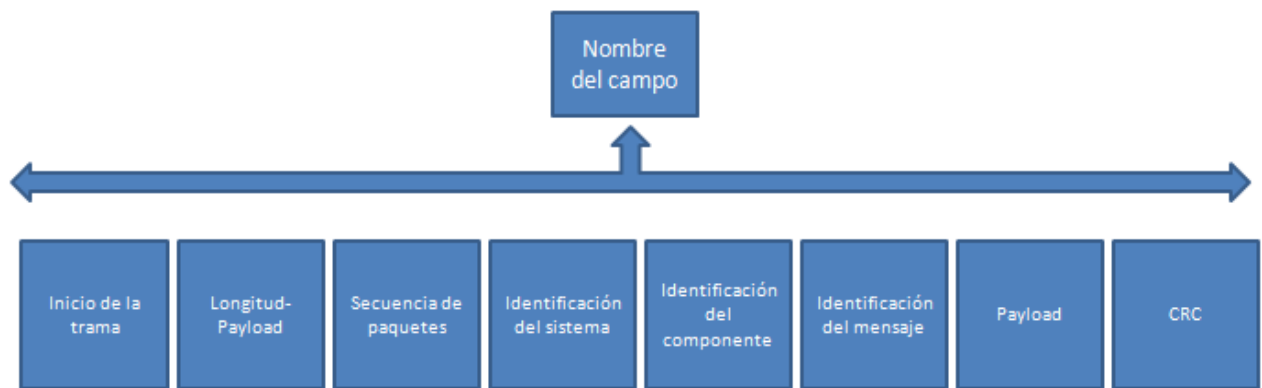 Nombre
del campo
Inicio de la
trama
Longitud-
Payload
Secuencia de
paquetes
Identificación
del sistema
Identificación
del
componente
Identificación
del mensaje
Payload
CRC